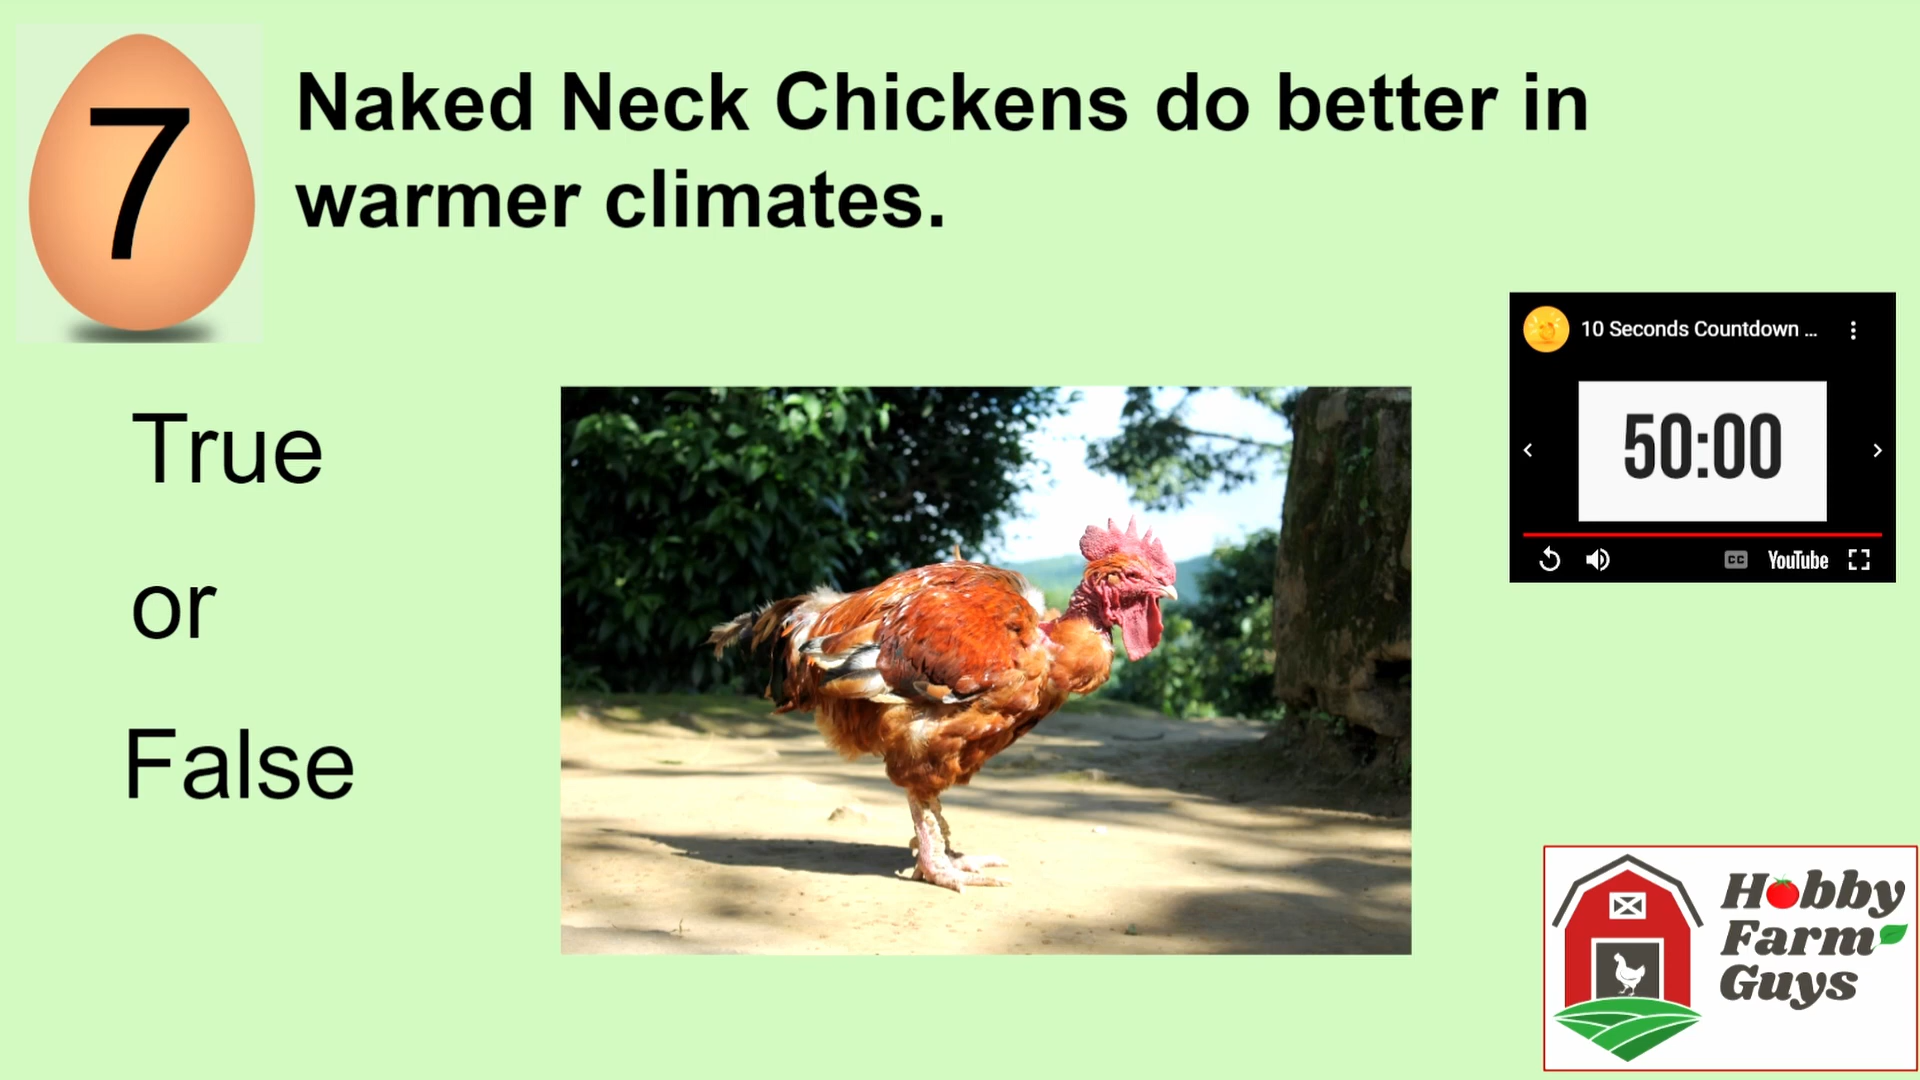 7
Naked Neck Chickens do better in
warmer climates.
10 Seconds Countdown ...
50:00
CC
YouTube
True
or
False
Hobby
Farm
Guys